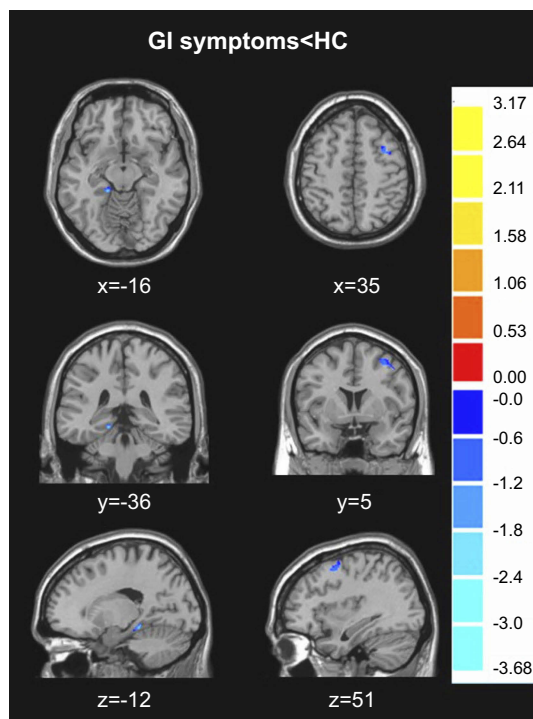 GI symptoms<HC
x=-16
x=35
y=-36
y=5
z=-12
z=51
3.17
2.64
2.11
1.58
1.06
0.53
0.00
-0.0
-0.6
-1.2
-1.8
-2.4
-3.0
-3.68